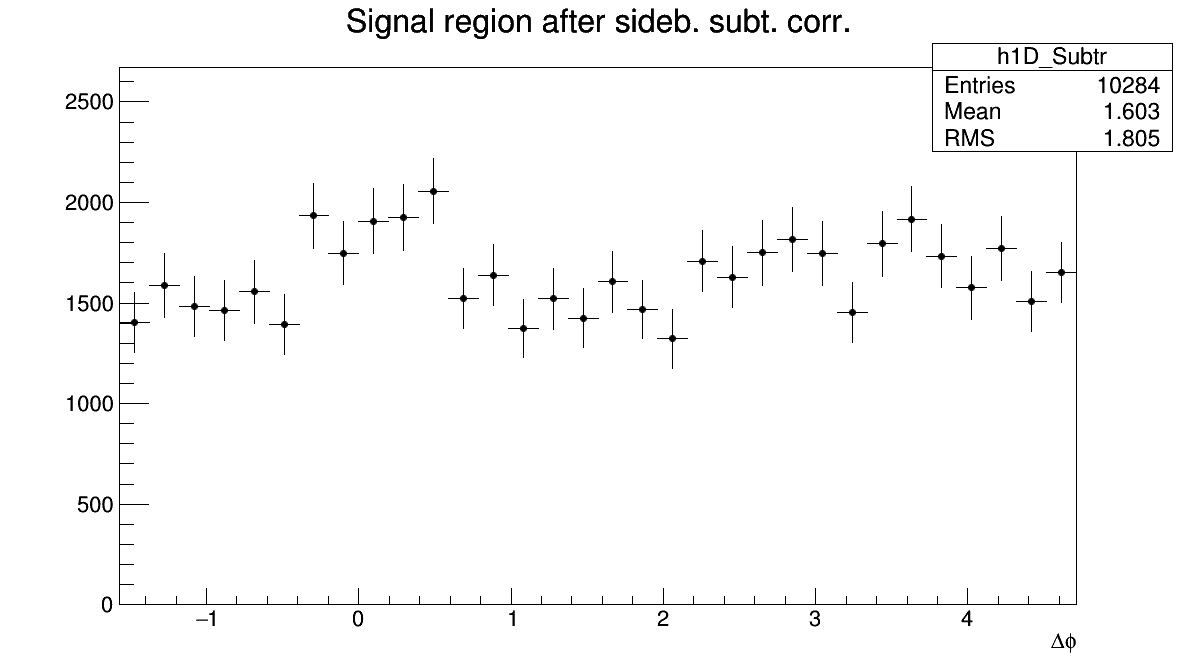 Signal region after sideb. subt. corr.
h1D_Subtr
Entries 10284
Mean 1.603
RMS 1.805
2500
2000
1500
1000
500
0
−1 0 1 2 3 4
Δϕ